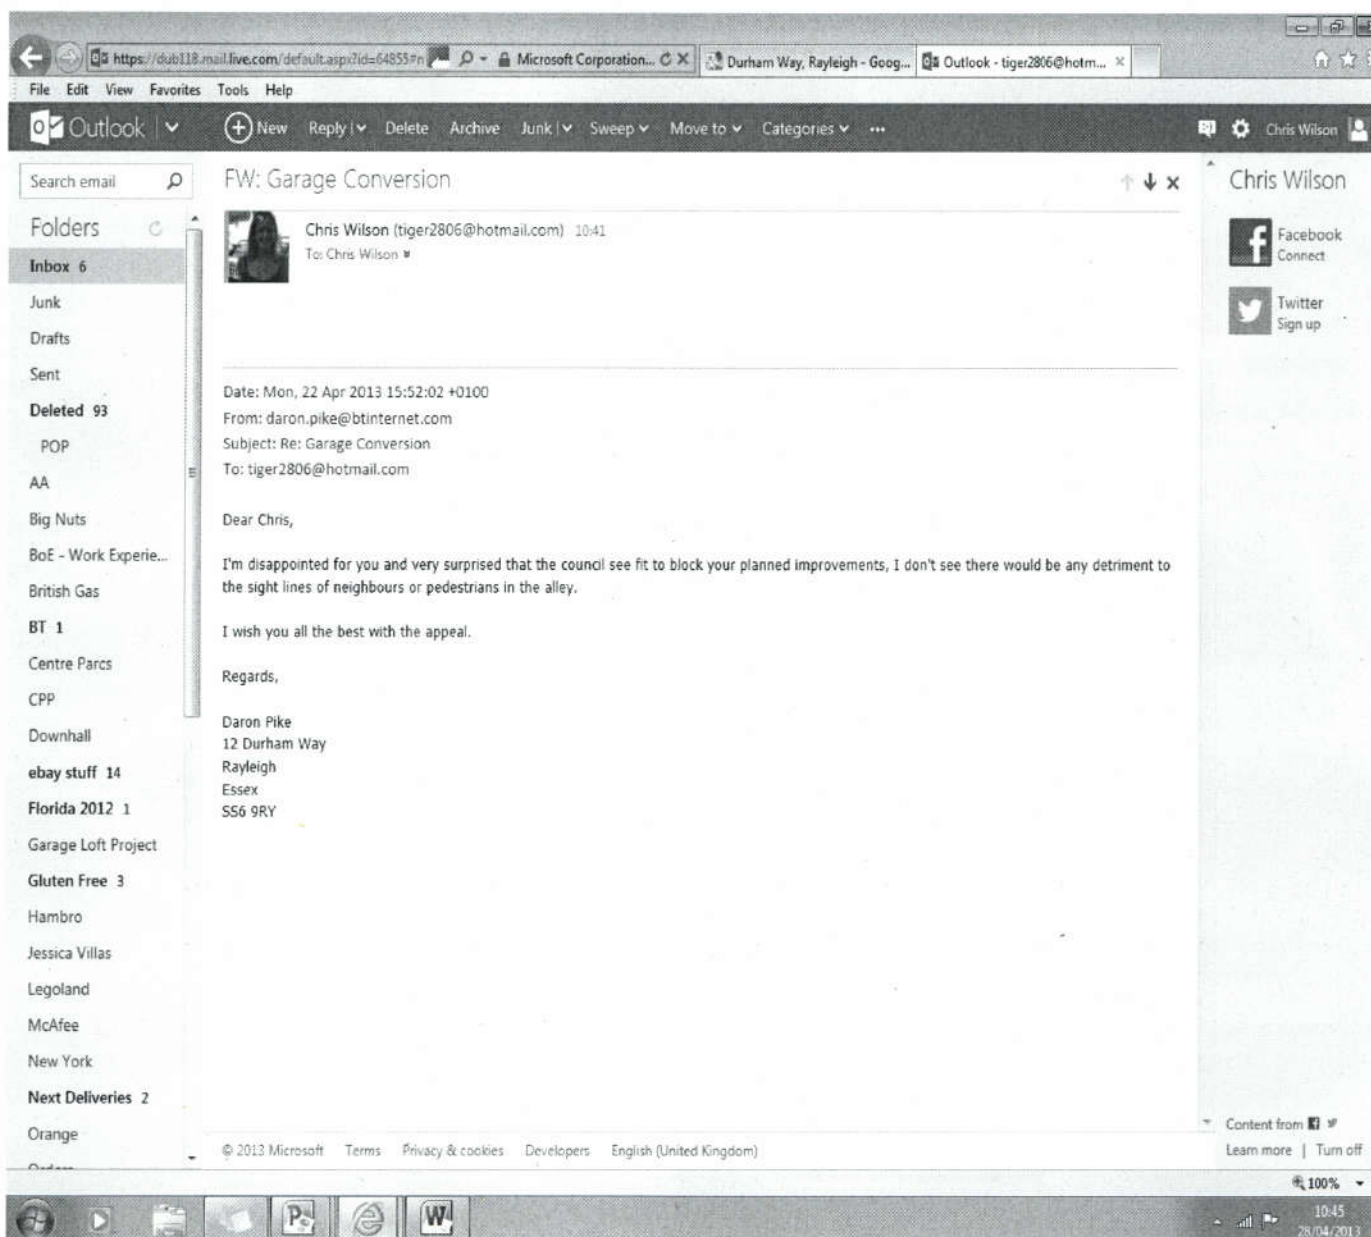 https://dub118.mail.live.com/default.aspx?id=64855#n
Microsoft Corporation...
Durham Way, Rayleigh - Goog...
Outlook - tiger2806@hotm...
File Edit View Favorites Tools Help
Outlook
New Reply Delete Archive Junk Sweep Move to Categories ...
Chris Wilson
Search email
Folders
Inbox 6
Junk
Drafts
Sent
Deleted 93
POP
AA
Big Nuts
BoE - Work Experie...
British Gas
BT 1
Centre Parcs
CPP
Downhall
ebay stuff 14
Florida 2012 1
Garage Loft Project
Gluten Free 3
Hambro
Jessica Villas
Legoland
McAfee
New York
Next Deliveries 2
Orange
FW: Garage Conversion
Chris Wilson (tiger2806@hotmail.com) 10:41
To: Chris Wilson
Date: Mon, 22 Apr 2013 15:52:02 +0100
From: daron.pike@btinternet.com
Subject: Re: Garage Conversion
To: tiger2806@hotmail.com
Dear Chris,
I'm disappointed for you and very surprised that the council see fit to block your planned improvements, I don't see there would be any detriment to
the sight lines of neighbours or pedestrians in the alley.
I wish you all the best with the appeal.
Regards,
Daron Pike
12 Durham Way
Rayleigh
Essex
SS6 9RY
Chris Wilson
Facebook
Connect
Twitter
Sign up
Content from
Learn more | Turn off
© 2013 Microsoft Terms Privacy & cookies Developers English (United Kingdom)
100%
10:45
28/04/2013